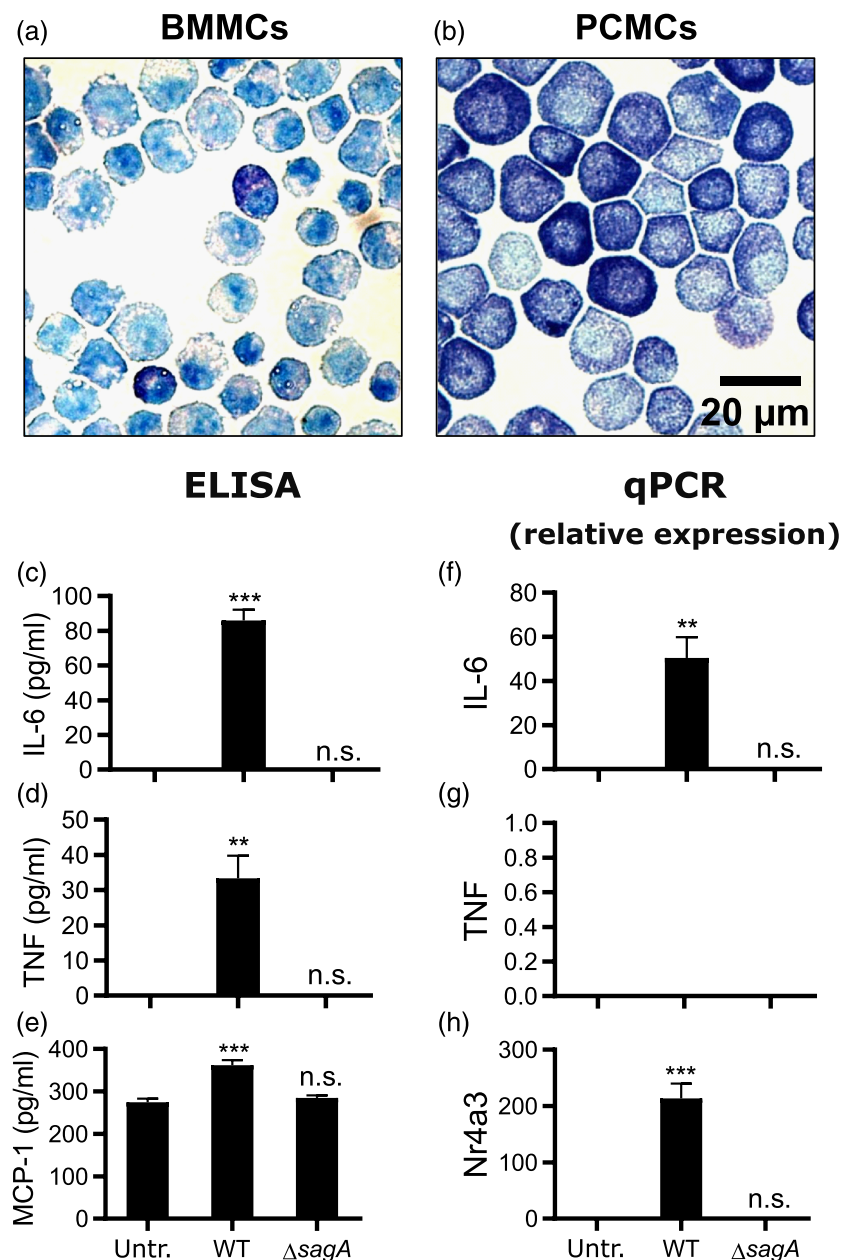 (a) BMMCs
(b) PCMCs
20 µm
ELISA
qPCR
(relative expression)
(c)
IL-6 (pg/ml)
100
80
60
40
20
0
***
n.s.
(f)
IL-6
80
60
40
20
0
**
n.s.
(d)
TNF (pg/ml)
50
40
30
20
10
0
**
n.s.
(g)
TNF
1.0
0.8
0.6
0.4
0.2
0.0
(e)
MCP-1 (pg/ml)
400
300
200
100
0
***
n.s.
Untr. WT ΔsagA
(h)
Nr4a3
300
200
100
0
***
n.s.
Untr. WT ΔsagA